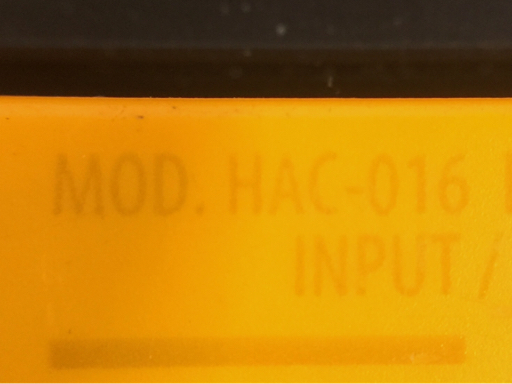 MOD. HAC-016
INPUT /